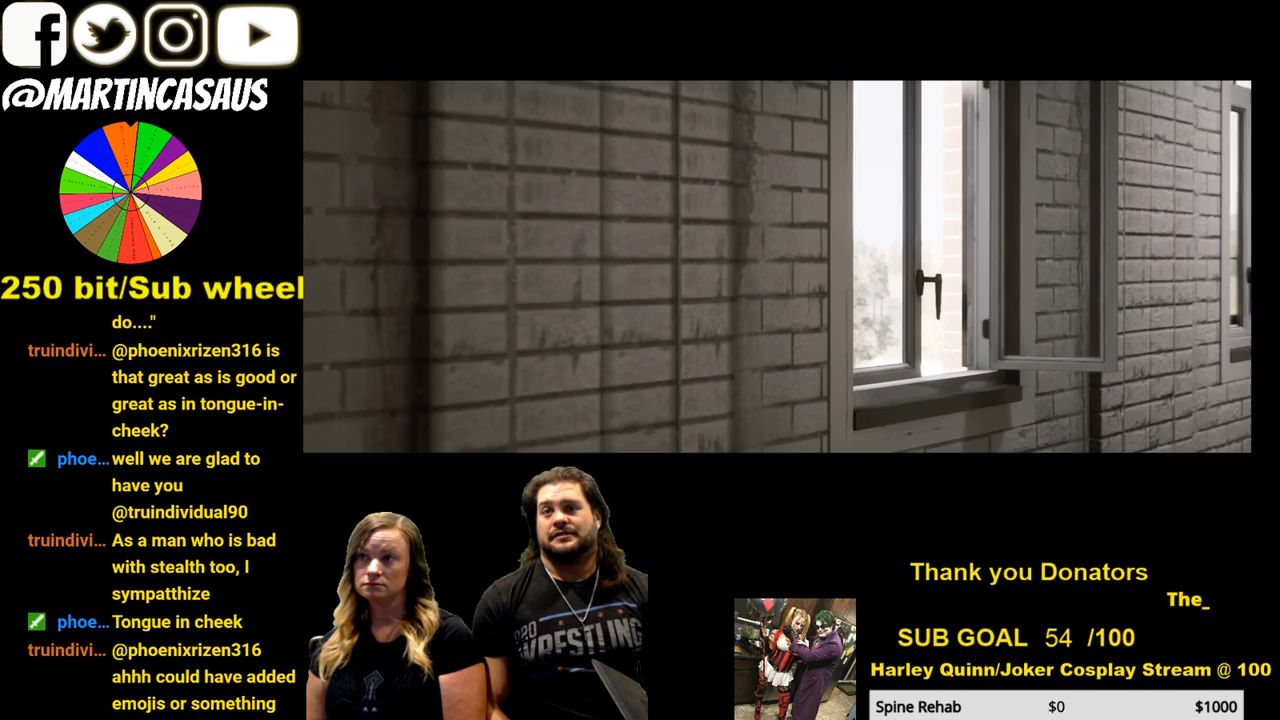 @MARTINCASAUS
250 bit/Sub wheel
do...."
truindivi... @phoenixrizen316 is
that great as is good or
great as in tongue-in-
cheek?
phoe... well we are glad to
have you
@truindividual90
truindivi... As a man who is bad
with stealth too, I
sympatthize
phoe... Tongue in cheek
truindivi... @phoenixrizen316
ahhh could have added
emojis or something
PRO
WRESTLING
Thank you Donators
The_
SUB GOAL 54 /100
Harley Quinn/Joker Cosplay Stream @ 100
Spine Rehab $0 $1000